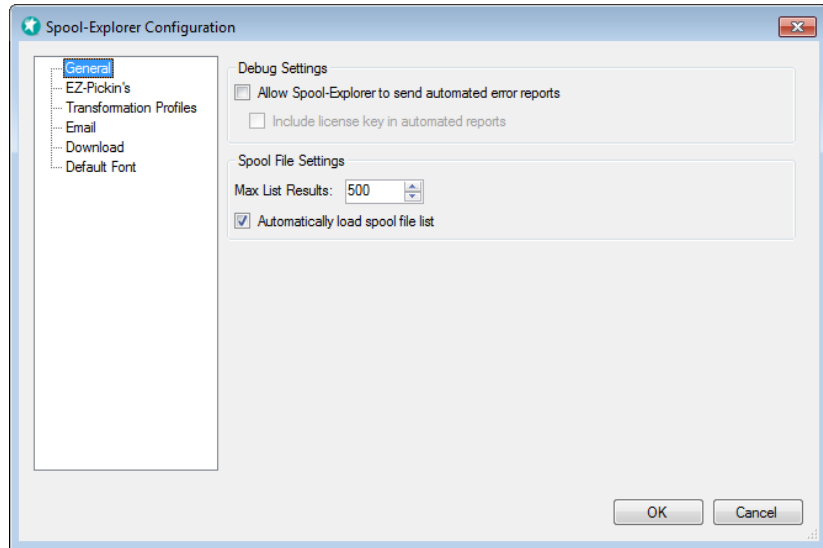 Spool-Explorer Configuration
General
EZ-Pickin's
Transformation Profiles
Email
Download
Default Font
Debug Settings
Allow Spool-Explorer to send automated error reports
Include license key in automated reports
Spool File Settings
Max List Results: 500
Automatically load spool file list
OK Cancel